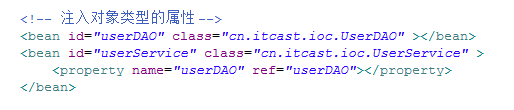 <!-- 注入对象类型的属性 -->
<bean id="userDAO" class="cn.itcast.ioc.UserDAO" ></bean>
<bean id="userService" class="cn.itcast.ioc.UserService" >
    <property name="userDAO" ref="userDAO"></property>
</bean>